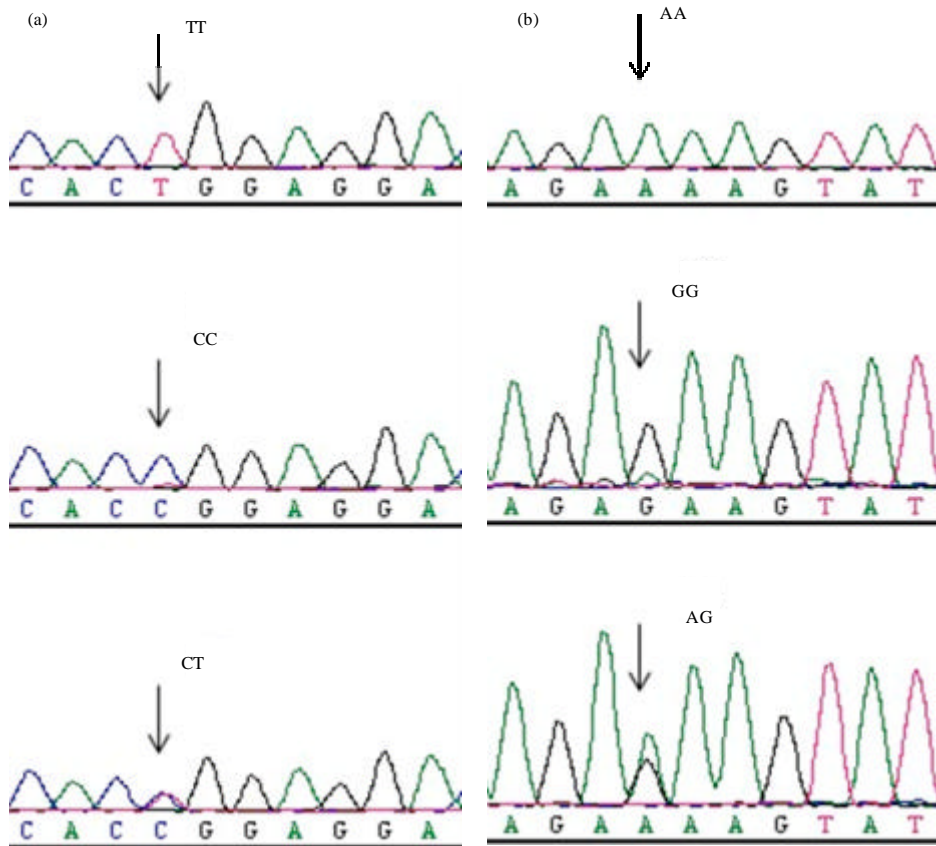 (a)
TT
C A C T G G A G G A
CC
C A C C G G A G G A
CT
C A C C G G A G G A
(b)
AA
A G A A A A G T A T
GG
A G A G A A G T A T
AG
A G A A A A G T A T